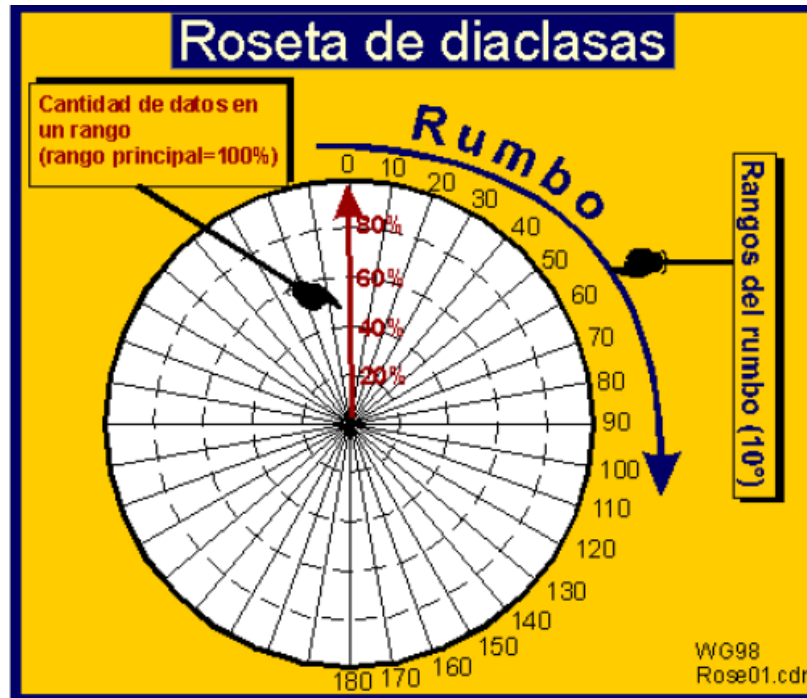 Roseta de diaclasas
Cantidad de datos en
un rango
(rango principal=100%)
Rumbo
Rangos del rumbo (10°)
0
10
20
30
40
50
60
70
80
90
100
110
120
130
140
150
160
170
180
80%
60%
40%
20%
WG98
Rose01.cdr